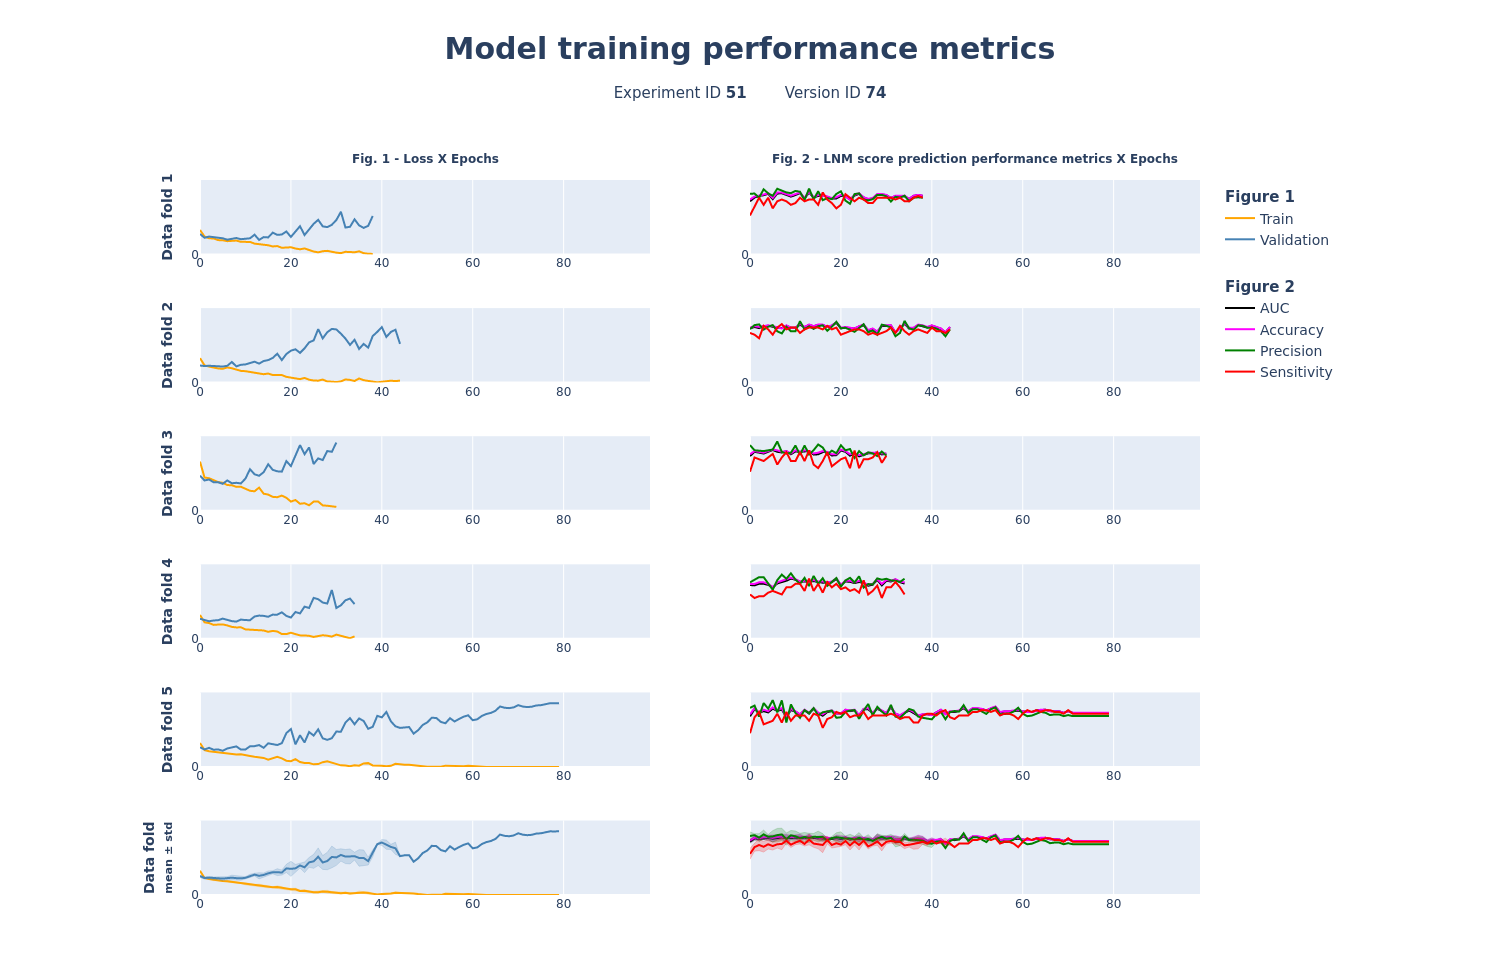 Model training performance metrics
Experiment ID 51 Version ID 74
Fig. 1 - Loss X Epochs
Fig. 2 - LNM score prediction performance metrics X Epochs
Data fold 1
0
0 20 40 60 80
0
0 20 40 60 80
Figure 1
Train
Validation
Figure 2
AUC
Accuracy
Precision
Sensitivity
Data fold 2
0
0 20 40 60 80
0
0 20 40 60 80
Data fold 3
0
0 20 40 60 80
0
0 20 40 60 80
Data fold 4
0
0 20 40 60 80
0
0 20 40 60 80
Data fold 5
0
0 20 40 60 80
0
0 20 40 60 80
Data fold
mean ± std
0
0 20 40 60 80
0
0 20 40 60 80